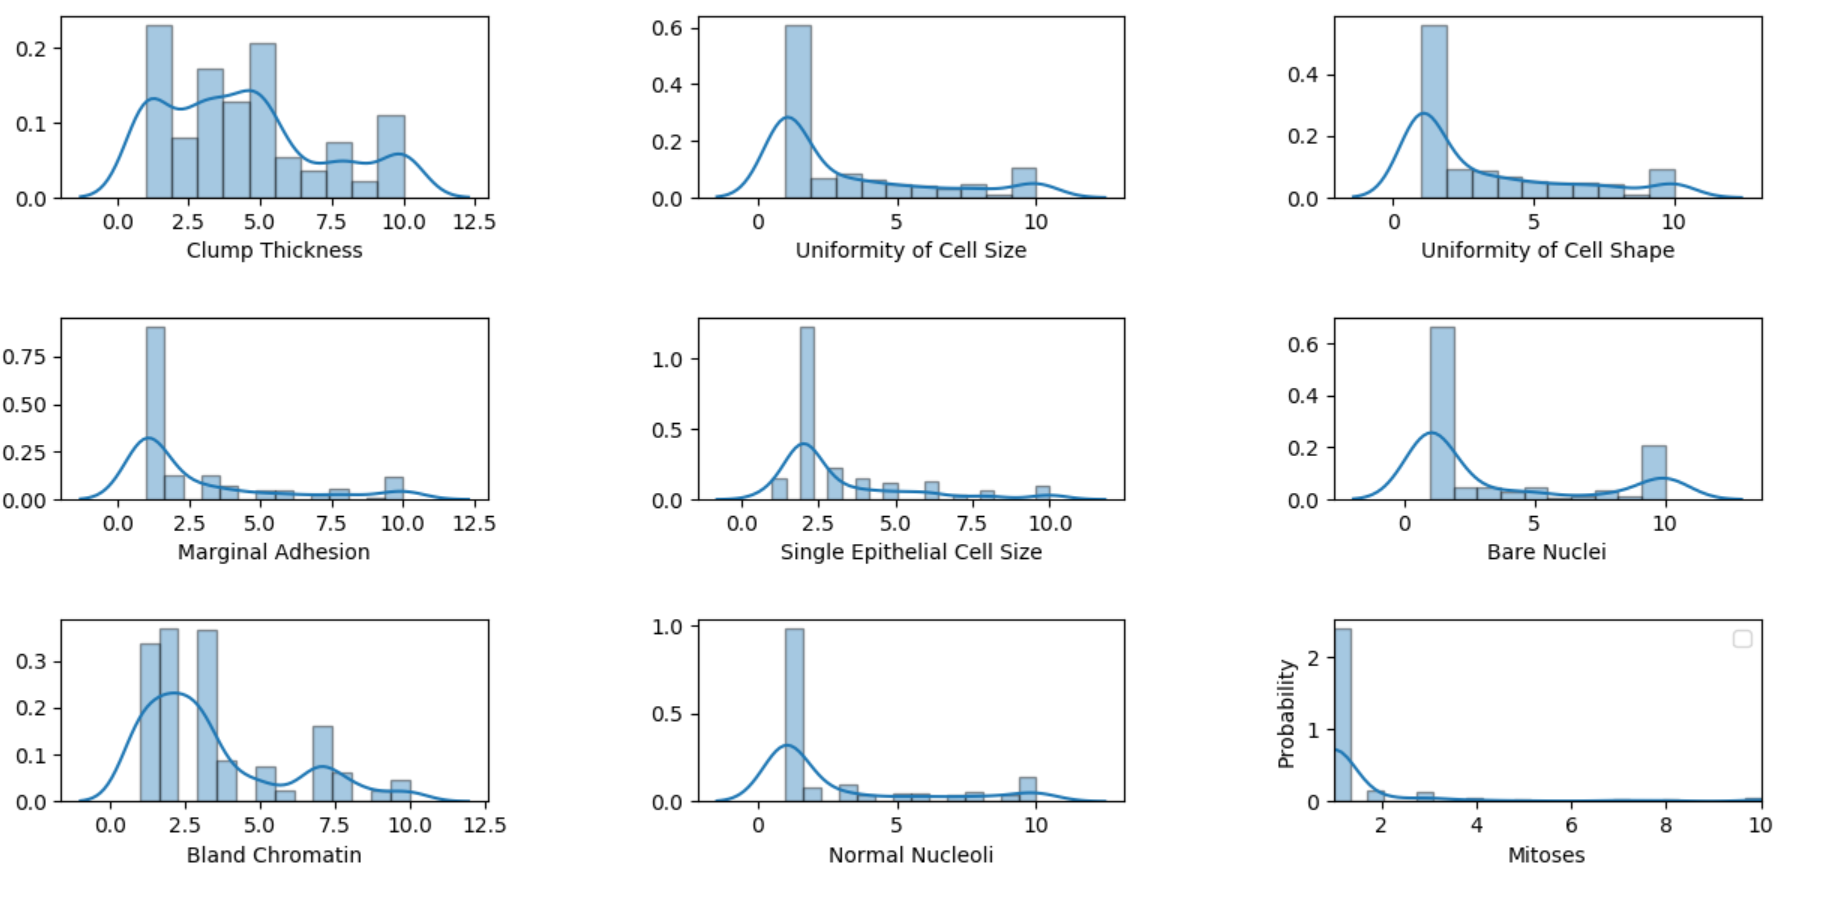 0.2
0.1
0.0
0.0 2.5 5.0 7.5 10.0 12.5
Clump Thickness
0.6
0.4
0.2
0.0
0 5 10
Uniformity of Cell Size
0.4
0.2
0.0
0 5 10
Uniformity of Cell Shape
0.75
0.50
0.25
0.00
0.0 2.5 5.0 7.5 10.0 12.5
Marginal Adhesion
1.0
0.5
0.0
0.0 2.5 5.0 7.5 10.0
Single Epithelial Cell Size
0.6
0.4
0.2
0.0
0 5 10
Bare Nuclei
0.3
0.2
0.1
0.0
0.0 2.5 5.0 7.5 10.0 12.5
Bland Chromatin
1.0
0.5
0.0
0 5 10
Normal Nucleoli
Probability
2
1
0
2 4 6 8 10
Mitoses